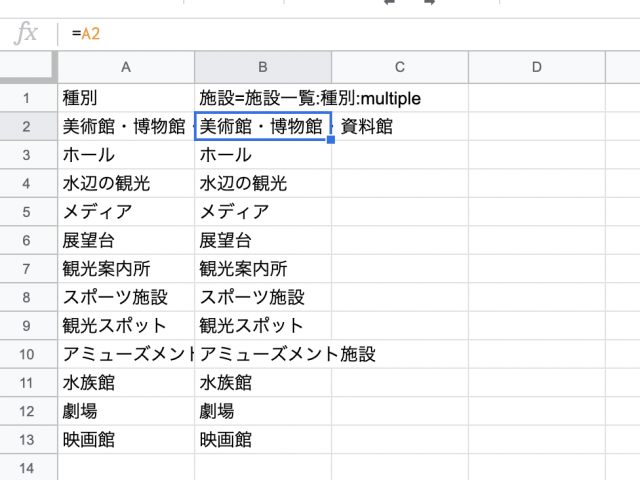 fx =A2
A B C D
1 種別 施設=施設一覧:種別:multiple
2 美術館・博物館・ 美術館・博物館・資料館
3 ホール ホール
4 水辺の観光 水辺の観光
5 メディア メディア
6 展望台 展望台
7 観光案内所 観光案内所
8 スポーツ施設 スポーツ施設
9 観光スポット 観光スポット
10 アミューズメント アミューズメント施設
11 水族館 水族館
12 劇場 劇場
13 映画館 映画館
14